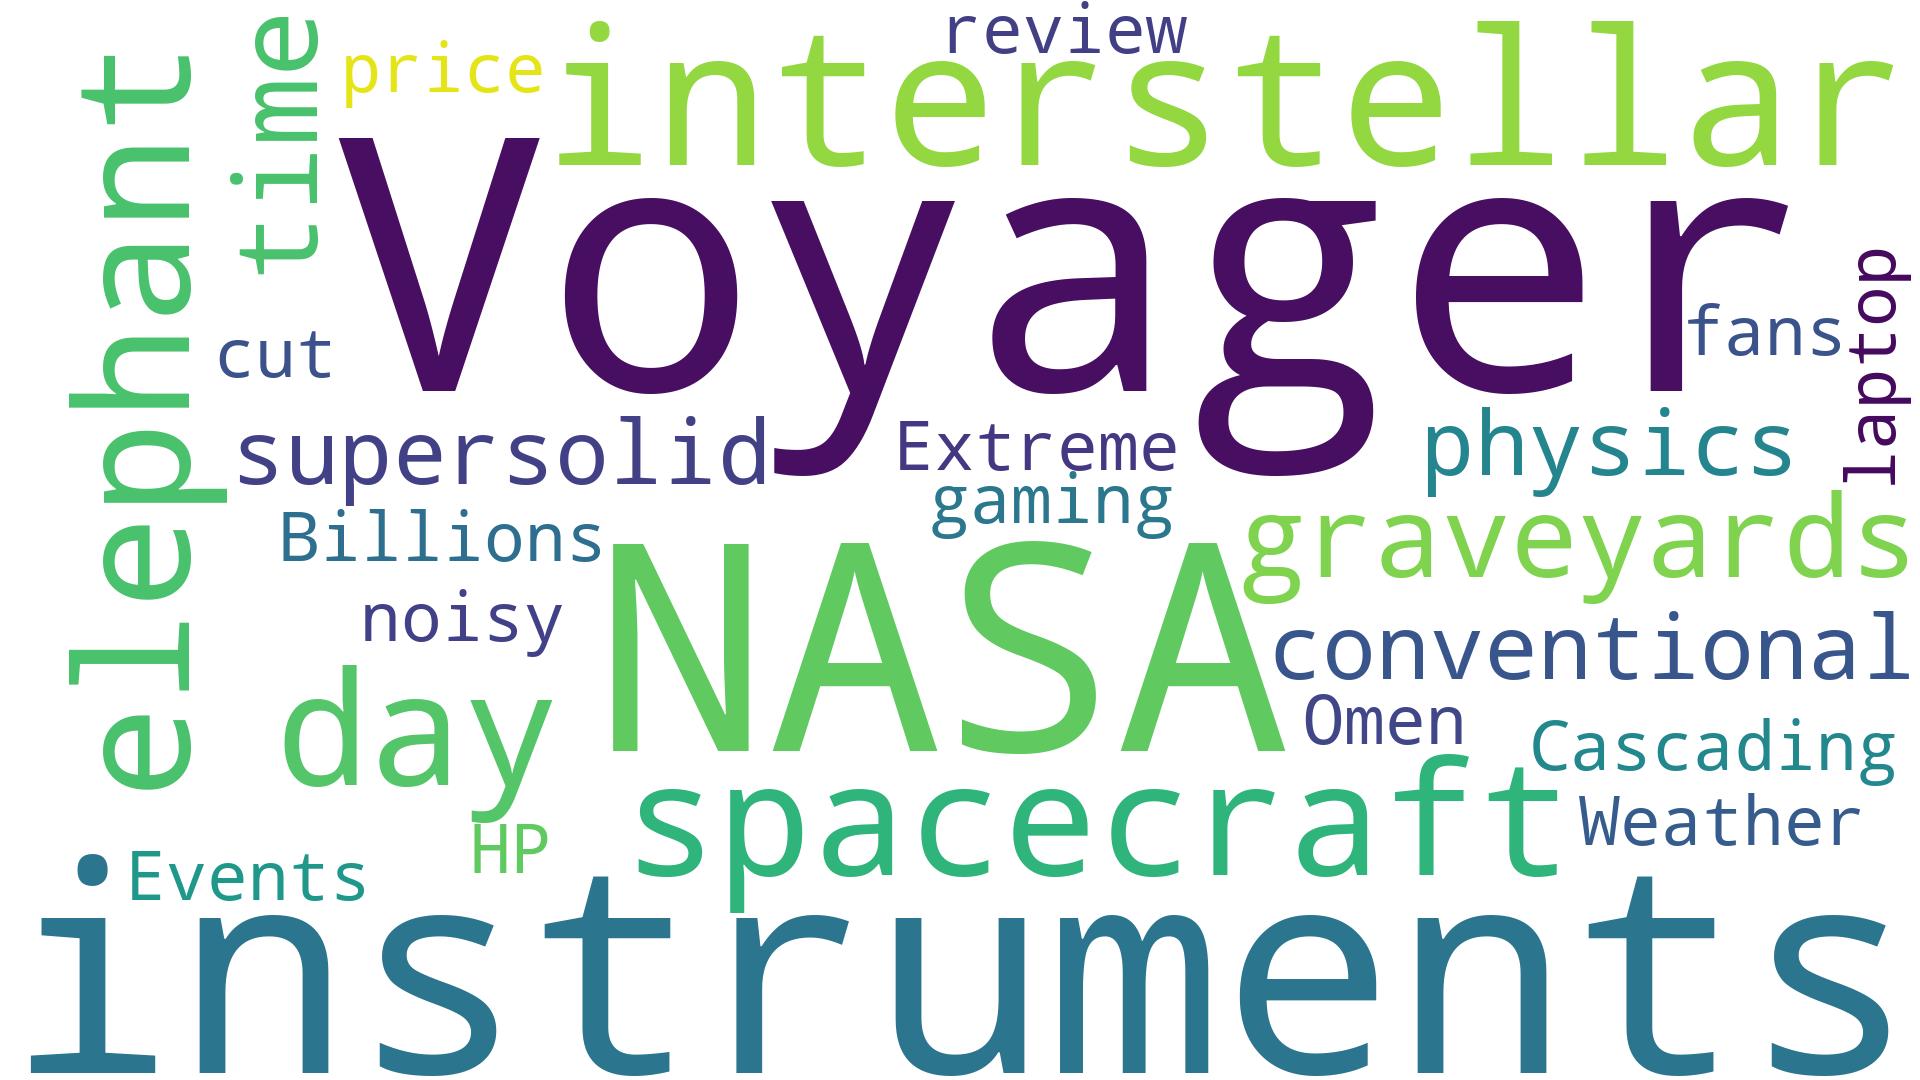 review
interstellar
price
time
elephant
Voyager
laptop
fans
cut
supersolid
Extreme
physics
gaming
graveyards
Billions
NASA
noisy
conventional
day
Omen
Cascading
spacecraft
Weather
HP
Events
instruments